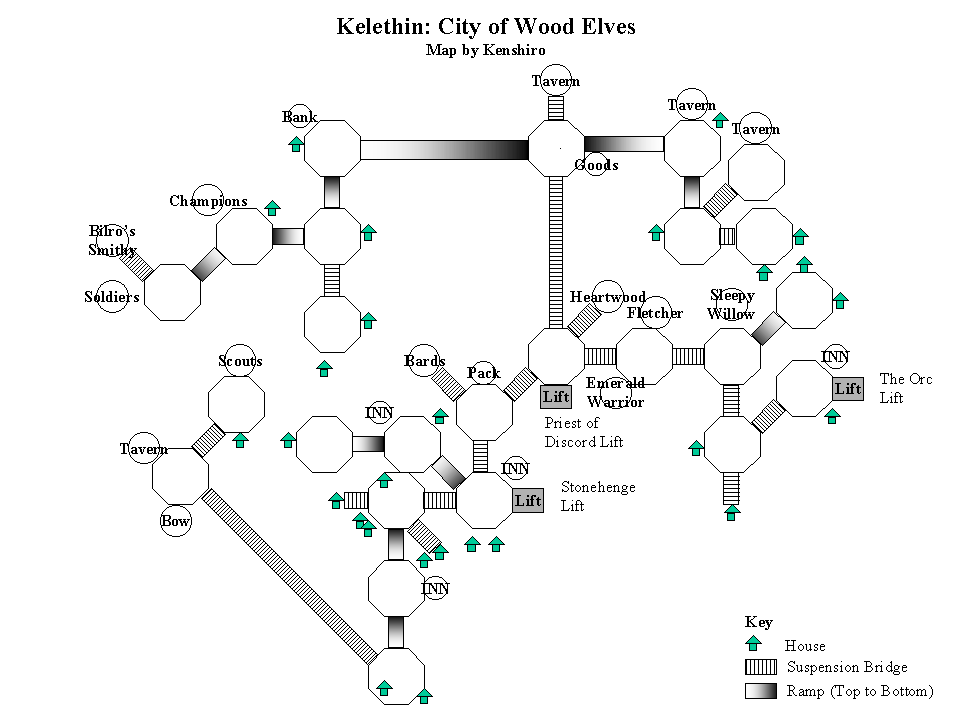 Kelethin: City of Wood Elves
Map by Kenshiro
Tavern
Tavern
Bank
Tavern
Goods
Champions
Bilro's
Smithy
Soldiers
Heartwood
Fletcher
Sleepy
Willow
Scouts
Bards
Pack
INN
Lift
The Orc
Lift
Emerald
Warrior
Lift
Priest of
Discord Lift
INN
Tavern
INN
Lift
Stonehenge
Lift
Bow
INN
Key
House
Suspension Bridge
Ramp (Top to Bottom)